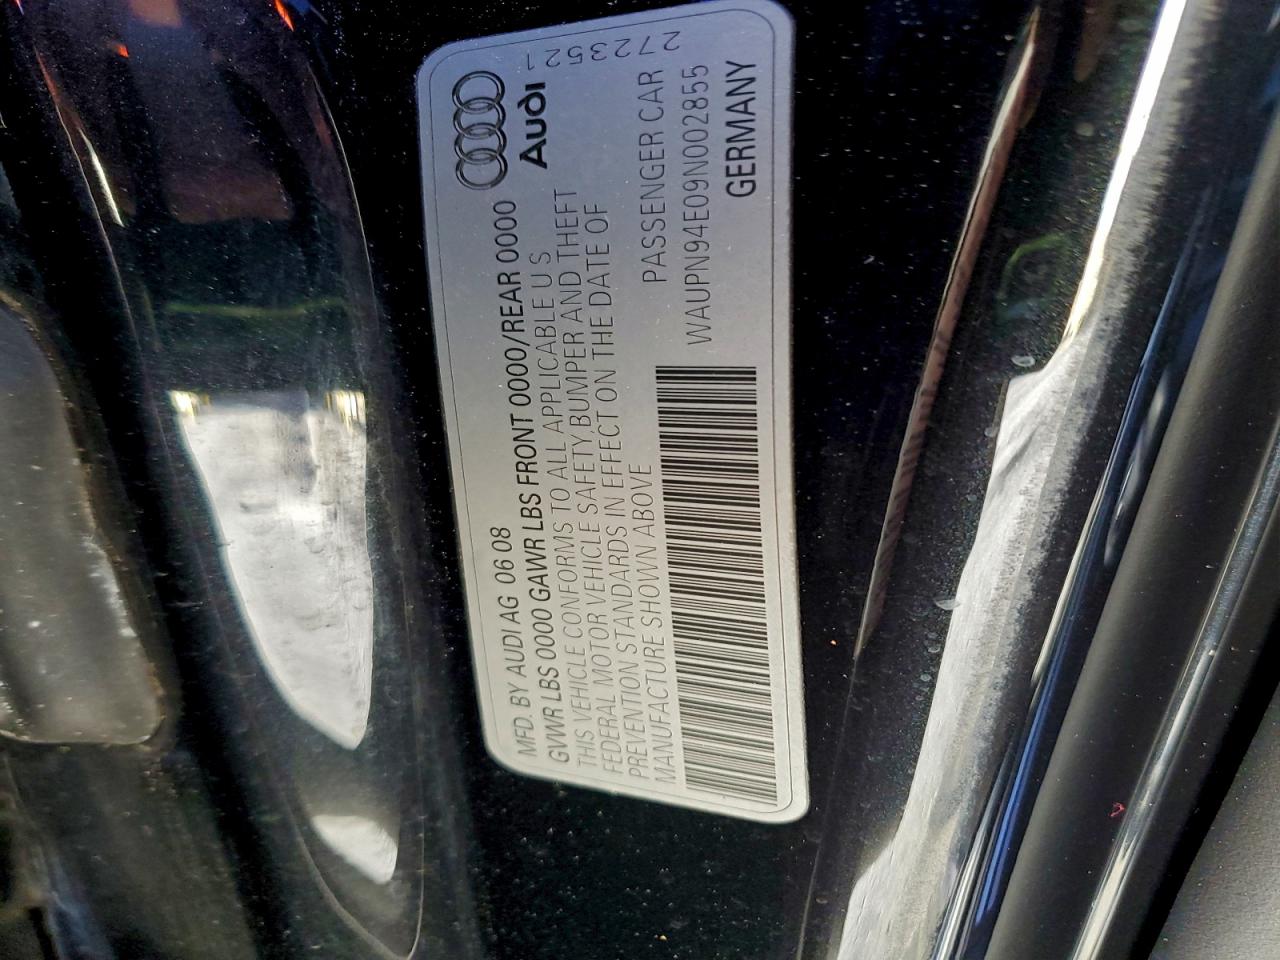 MFD. BY AUDI AG 06 08
GVWR LBS 0000 GAWR LBS FRONT 0000/REAR 0000
THIS VEHICLE CONFORMS TO ALL APPLICABLE U S
FEDERAL MOTOR VEHICLE SAFETY BUMPER AND THEFT
PREVENTION STANDARDS IN EFFECT ON THE DATE OF
MANUFACTURE SHOWN ABOVE
PASSENGER CAR
WAUPN94E09N002855
GERMANY
Audi
2723521